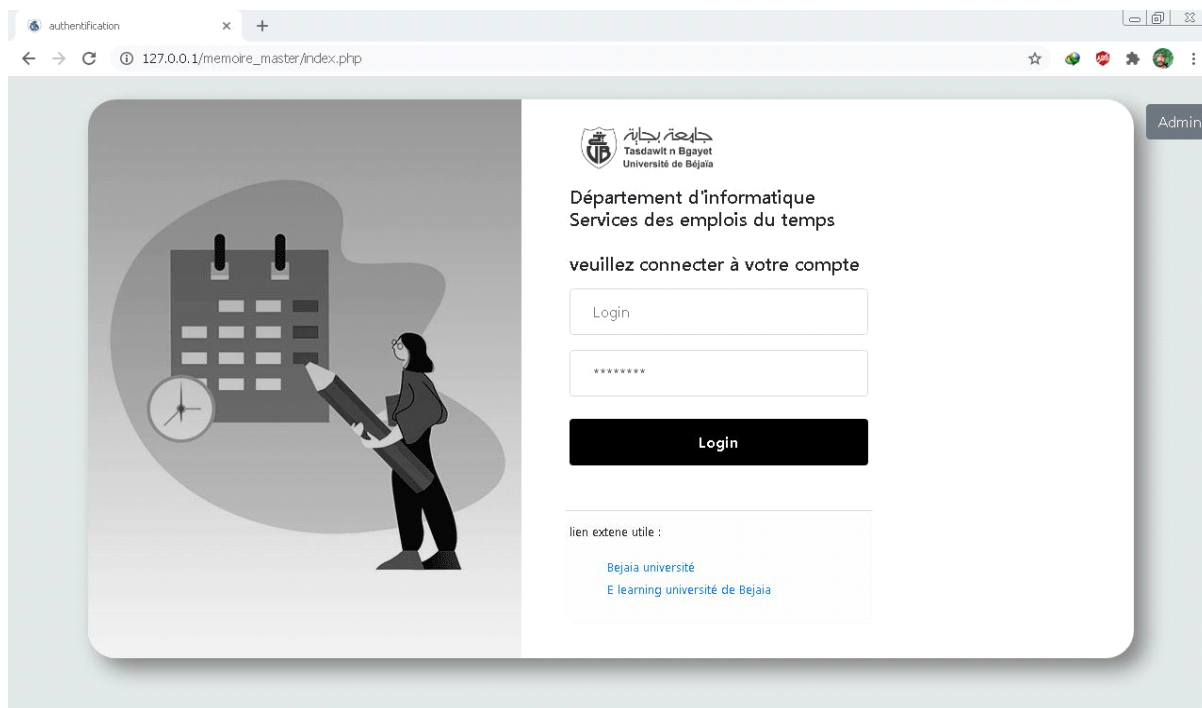 authentification
127.0.0.1/memoire_master/index.php
Admin
جامعة بجاية
Tasdawit n Bgayet
Université de Béjaïa
Département d'informatique
Services des emplois du temps
veuillez connecter à votre compte
Login
********
Login
lien extene utile :
Bejaia université
E learning université de Bejaia